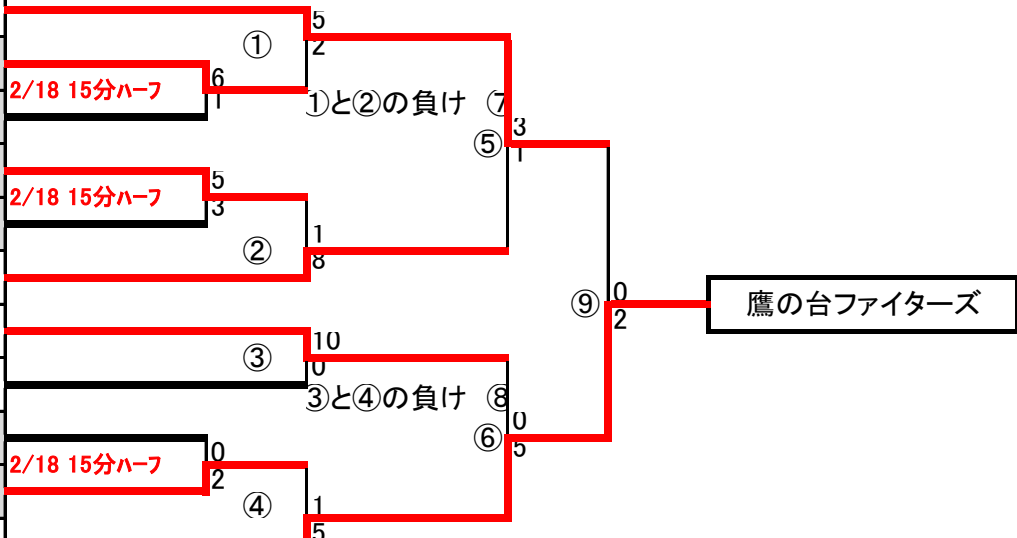 5
① 2
2/18 15分ハーフ 6
1
①と②の負け ⑦
3
⑤ 1
5
2/18 15分ハーフ 3
1
② 8
0
⑨ 2
鷹の台ファイターズ
10
③ 0
③と④の負け ⑧
0
⑥ 5
0
2/18 15分ハーフ 2
1
④ 5